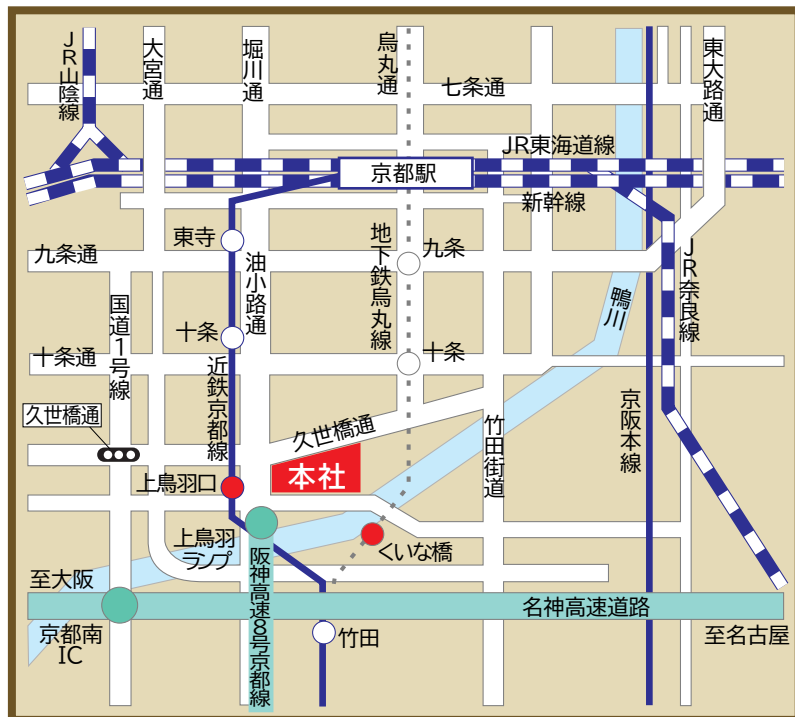 JR山陰線
大宮通
堀川通
烏丸通
七条通
東大路通
JR東海道線
京都駅
新幹線
東寺
九条通
油小路通
地下鉄烏丸線
九条
鴨川
JR奈良線
国道1号線
十条
十条通
十条
近鉄京都線
久世橋通
久世橋通
竹田街道
京阪本線
本社
上鳥羽口
上鳥羽
ランプ
くいな橋
阪神高速8号京都線
至大阪
名神高速道路
京都南
IC
竹田
至名古屋